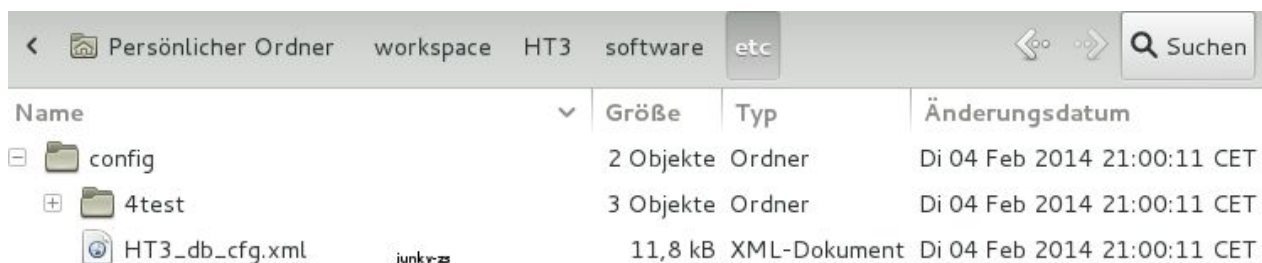 Persönlicher Ordner workspace HT3 software etc Suchen
Name Größe Typ Änderungsdatum
config 2 Objekte Ordner Di 04 Feb 2014 21:00:11 CET
4test 3 Objekte Ordner Di 04 Feb 2014 21:00:11 CET
HT3_db_cfg.xml junky-zs 11,8 kB XML-Dokument Di 04 Feb 2014 21:00:11 CET